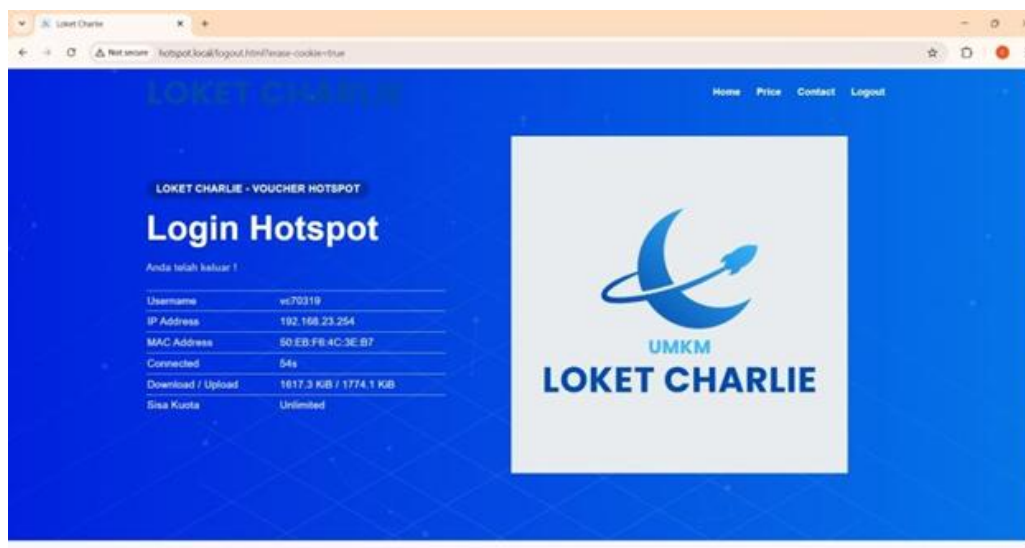 Loket Charlie
Not secure hotspot.local/logout.html?erase-cookie=true
LOKET CHARLIE
Home Price Contact Logout
LOKET CHARLIE - VOUCHER HOTSPOT
Login Hotspot
Anda telah keluar !
Username vc70319
IP Address 192.168.23.254
MAC Address 50:EB:F6:4C:3E:B7
Connected 54s
Download / Upload 1617.3 KiB / 1774.1 KiB
Sisa Kuota Unlimited
UMKM
LOKET CHARLIE